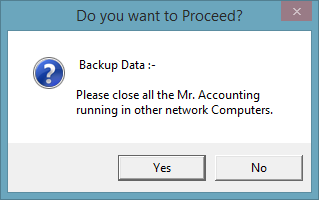 Do you want to Proceed?
Backup Data :-
Please close all the Mr. Accounting
running in other network Computers.
Yes
No